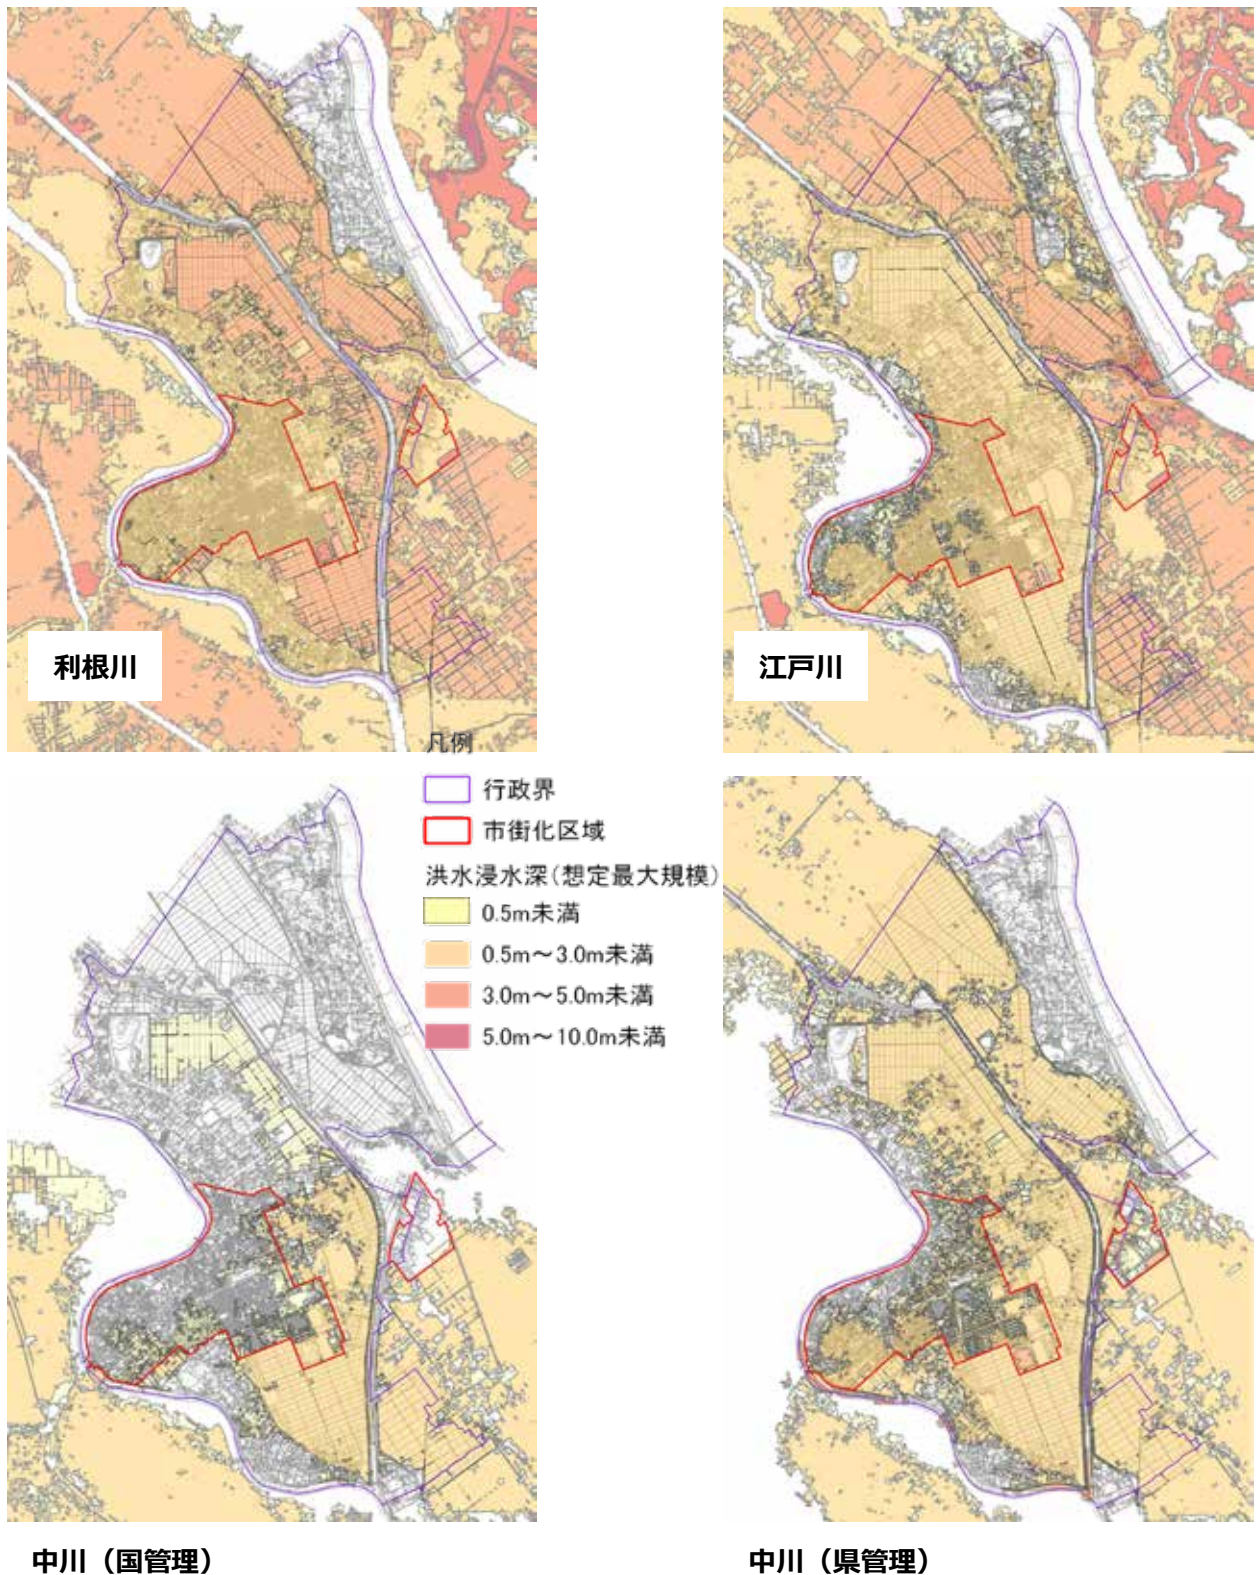 利根川
江戸川
凡例
行政界
市街化区域
洪水浸水深(想定最大規模)
0.5m未満
0.5m～3.0m未満
3.0m～5.0m未満
5.0m～10.0m未満
中川（国管理）
中川（県管理）